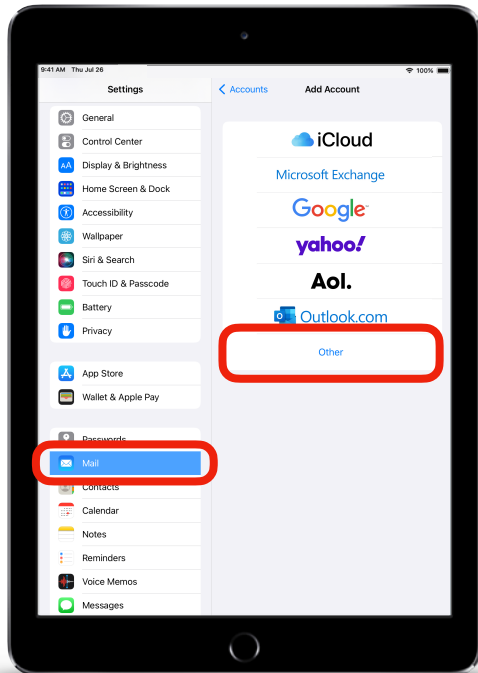 9:41 AM Thu Jul 26
100%
Settings
General
Control Center
AA Display & Brightness
Home Screen & Dock
Accessibility
Wallpaper
Siri & Search
Touch ID & Passcode
Battery
Privacy
App Store
Wallet & Apple Pay
Passwords
Mail
Contacts
Calendar
Notes
Reminders
Voice Memos
Messages
Accounts
Add Account
iCloud
Microsoft Exchange
Google
yahoo!
Aol.
Outlook.com
Other